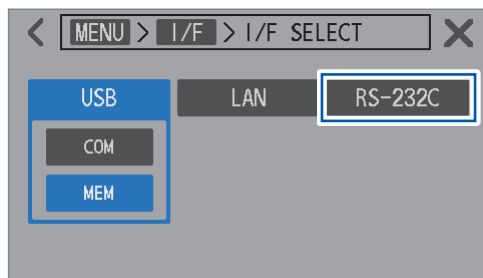 MENU > I/F > I/F SELECT
USB LAN RS-232C
COM
MEM